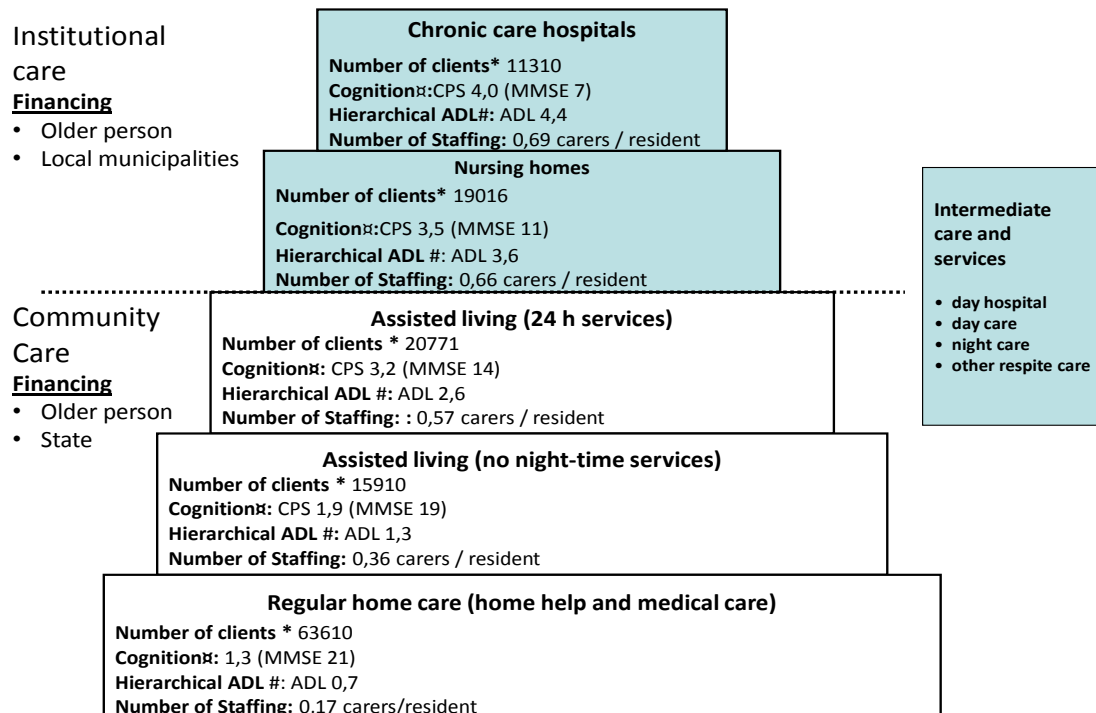 Institutional
care
Financing
• Older person
• Local municipalities
Chronic care hospitals
Number of clients* 11310
Cognition¤:CPS 4,0 (MMSE 7)
Hierarchical ADL#: ADL 4,4
Number of Staffing: 0,69 carers / resident
Nursing homes
Number of clients* 19016
Cognition¤:CPS 3,5 (MMSE 11)
Hierarchical ADL #: ADL 3,6
Number of Staffing: 0,66 carers / resident
Intermediate
care and
services
• day hospital
• day care
• night care
• other respite care
Community
Care
Financing
• Older person
• State
Assisted living (24 h services)
Number of clients * 20771
Cognition¤: CPS 3,2 (MMSE 14)
Hierarchical ADL #: ADL 2,6
Number of Staffing: : 0,57 carers / resident
Assisted living (no night-time services)
Number of clients * 15910
Cognition¤: CPS 1,9 (MMSE 19)
Hierarchical ADL #: ADL 1,3
Number of Staffing: 0,36 carers / resident
Regular home care (home help and medical care)
Number of clients * 63610
Cognition¤: 1,3 (MMSE 21)
Hierarchical ADL #: ADL 0,7
Number of Staffing: 0,17 carers/resident